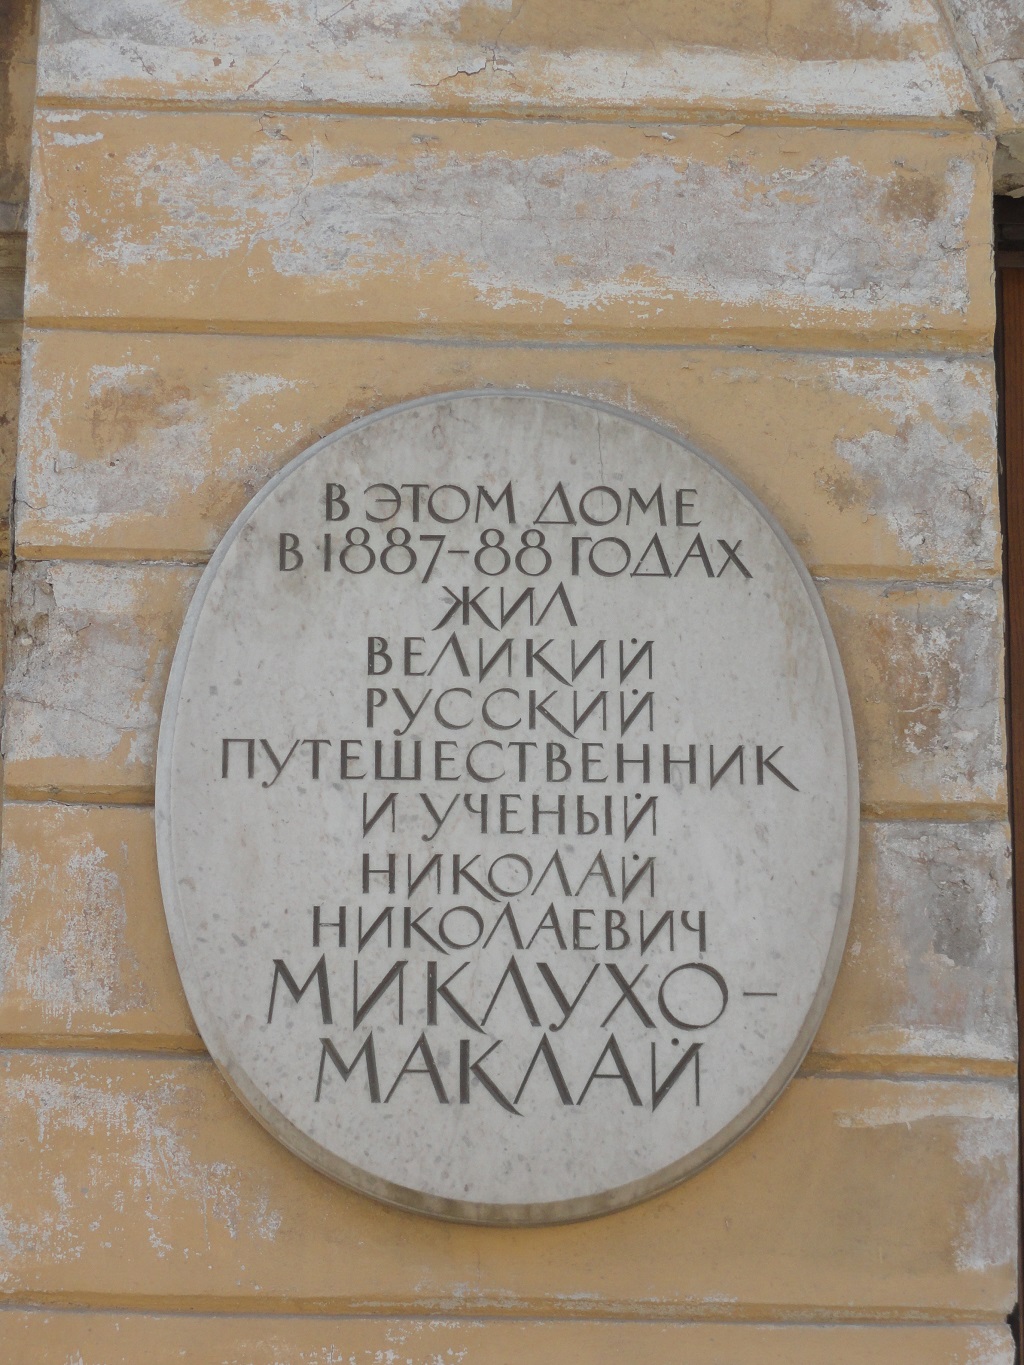 В ЭТОМ ДОМЕ
В 1887–88 ГОДАХ
ЖИЛ
ВЕЛИКИЙ
РУССКИЙ
ПУТЕШЕСТВЕННИК
И УЧЕНЫЙ
НИКОЛАЙ
НИКОЛАЕВИЧ
МИКЛУХО–
МАКЛАЙ